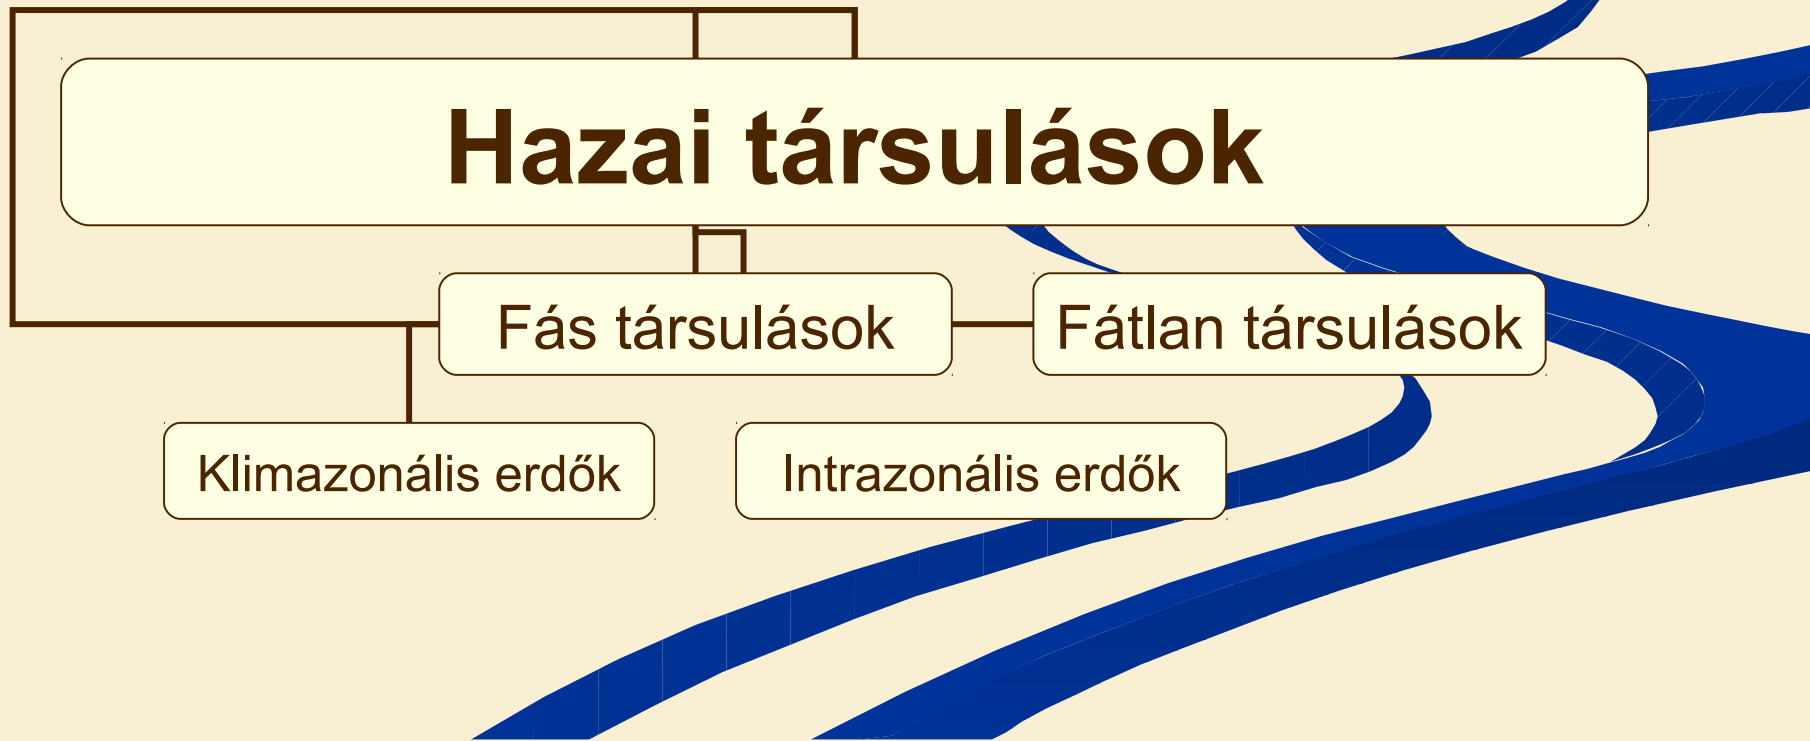 Hazai társulások
Fás társulások
Fátlan társulások
Klimazonális erdők
Intrazonális erdők